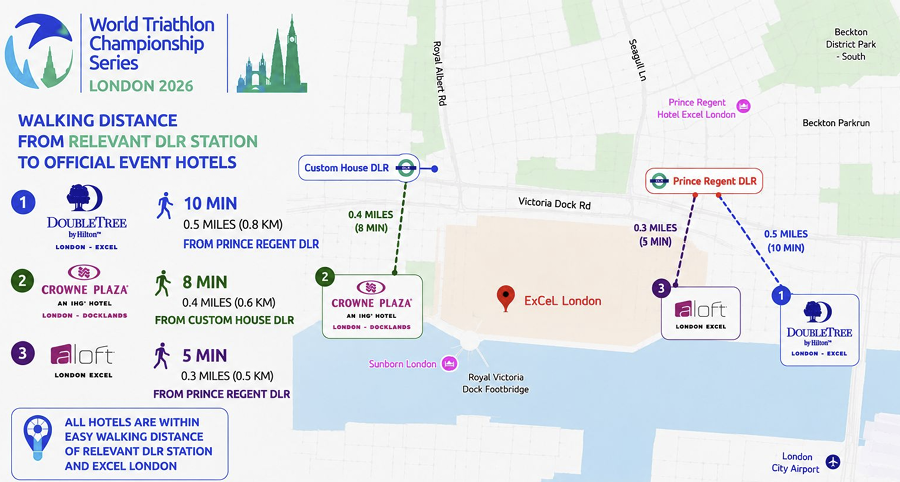 World Triathlon
Championship
Series
LONDON 2026
WALKING DISTANCE
FROM RELEVANT DLR STATION
TO OFFICIAL EVENT HOTELS
1
DOUBLETREE
by Hilton™
LONDON - EXCEL
10 MIN
0.5 MILES (0.8 KM)
FROM PRINCE REGENT DLR
2
CROWNE PLAZA®
AN IHG® HOTEL
LONDON - DOCKLANDS
8 MIN
0.4 MILES (0.6 KM)
FROM CUSTOM HOUSE DLR
3
aloft
LONDON EXCEL
5 MIN
0.3 MILES (0.5 KM)
FROM PRINCE REGENT DLR
ALL HOTELS ARE WITHIN
EASY WALKING DISTANCE
OF RELEVANT DLR STATION
AND EXCEL LONDON
Royal Albert Rd
Seagull Ln
Beckton
District Park
- South
Prince Regent
Hotel Excel London
Beckton Parkrun
Custom House DLR
Prince Regent DLR
Victoria Dock Rd
0.4 MILES
(8 MIN)
0.3 MILES
(5 MIN)
0.5 MILES
(10 MIN)
2
CROWNE PLAZA®
AN IHG® HOTEL
LONDON - DOCKLANDS
ExCeL London
3
aloft
LONDON EXCEL
1
DOUBLETREE
by Hilton™
LONDON - EXCEL
Sunborn London
Royal Victoria
Dock Footbridge
London
City Airport